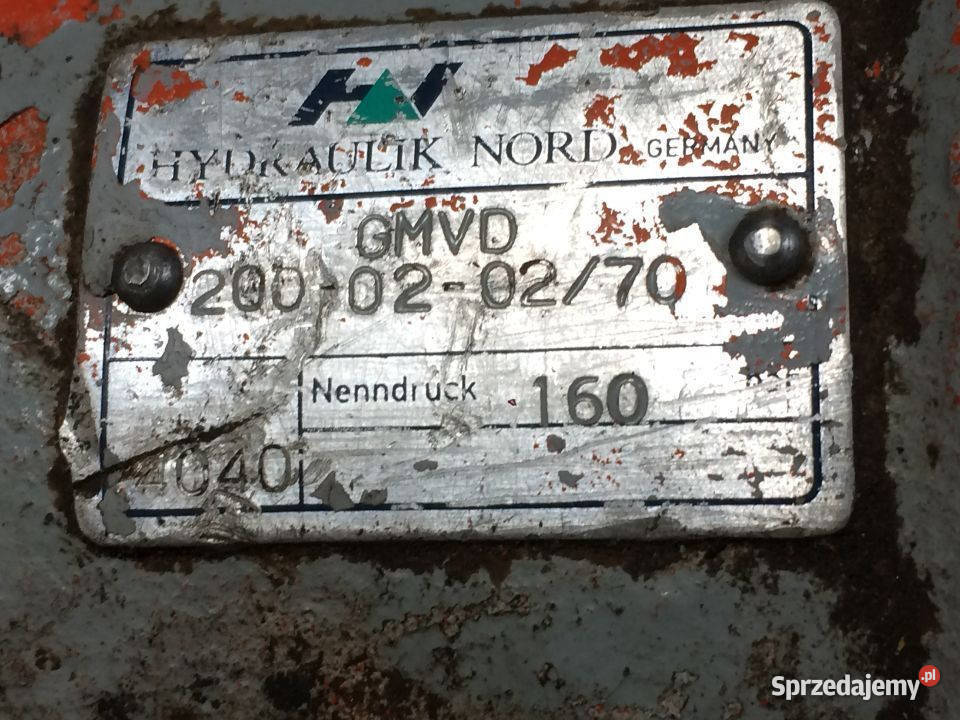 HYDRAULIK NORD GERMANY
GMVD
200-02-02/70
Nenndruck 160
4040
Sprzedajemy.pl